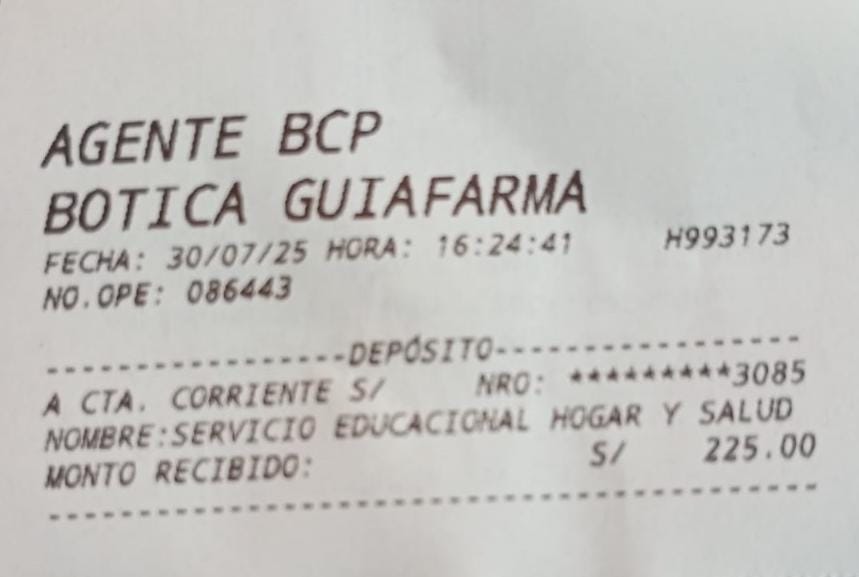 AGENTE BCP
BOTICA GUIAFARMA
FECHA: 30/07/25 HORA: 16:24:41 H993173
NO.OPE: 086443
-----------------DEPÓSITO-----------------
A CTA. CORRIENTE S/ NRO: *********3085
NOMBRE:SERVICIO EDUCACIONAL HOGAR Y SALUD
MONTO RECIBIDO: S/ 225.00
------------------------------------------